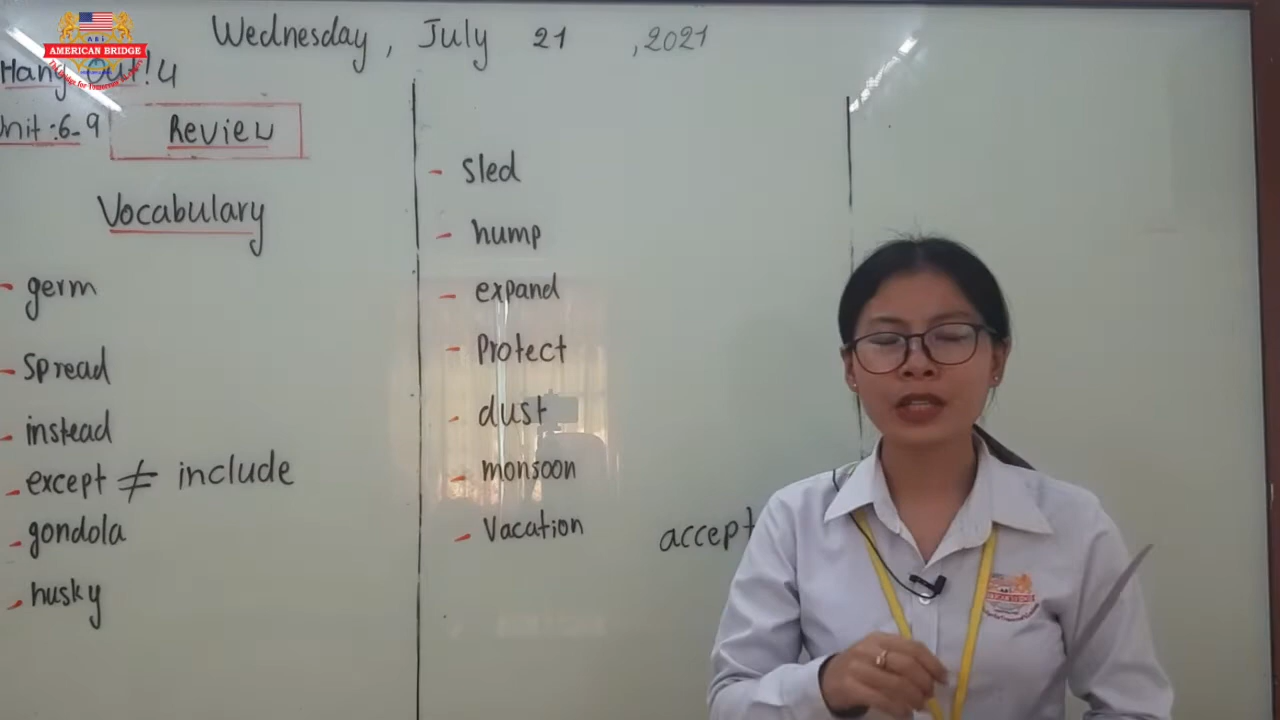 Wednesday, July 21, 2021
AMERICAN BRIDGE
Hang Out! 4
Unit: 6-9
Review
Vocabulary
- germ
- spread
- instead
- except ≠ include
- gondola
- husky
- sled
- hump
- expand
- Protect
- dust
- monsoon
- Vacation
accept